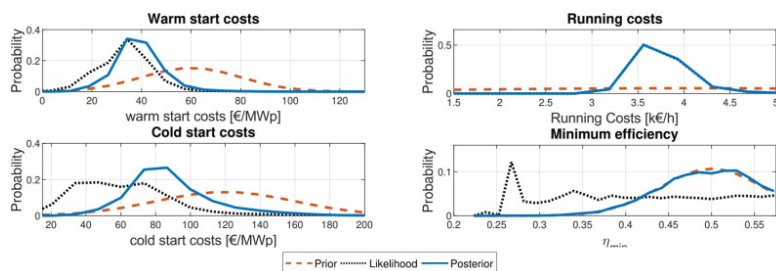 Warm start costs
Probability
0.4
0.2
0
0 20 40 60 80 100 120
warm start costs [€/MWp]
Running costs
Probability
0.5
0
1.5 2 2.5 3 3.5 4 4.5 5
Running Costs [k€/h]
Cold start costs
Probability
0.4
0.2
0
20 40 60 80 100 120 140 160 180 200
cold start costs [€/MWp]
Minimum efficiency
Probability
0.1
0
0.2 0.25 0.3 0.35 0.4 0.45 0.5 0.55
η_min
Prior Likelihood Posterior